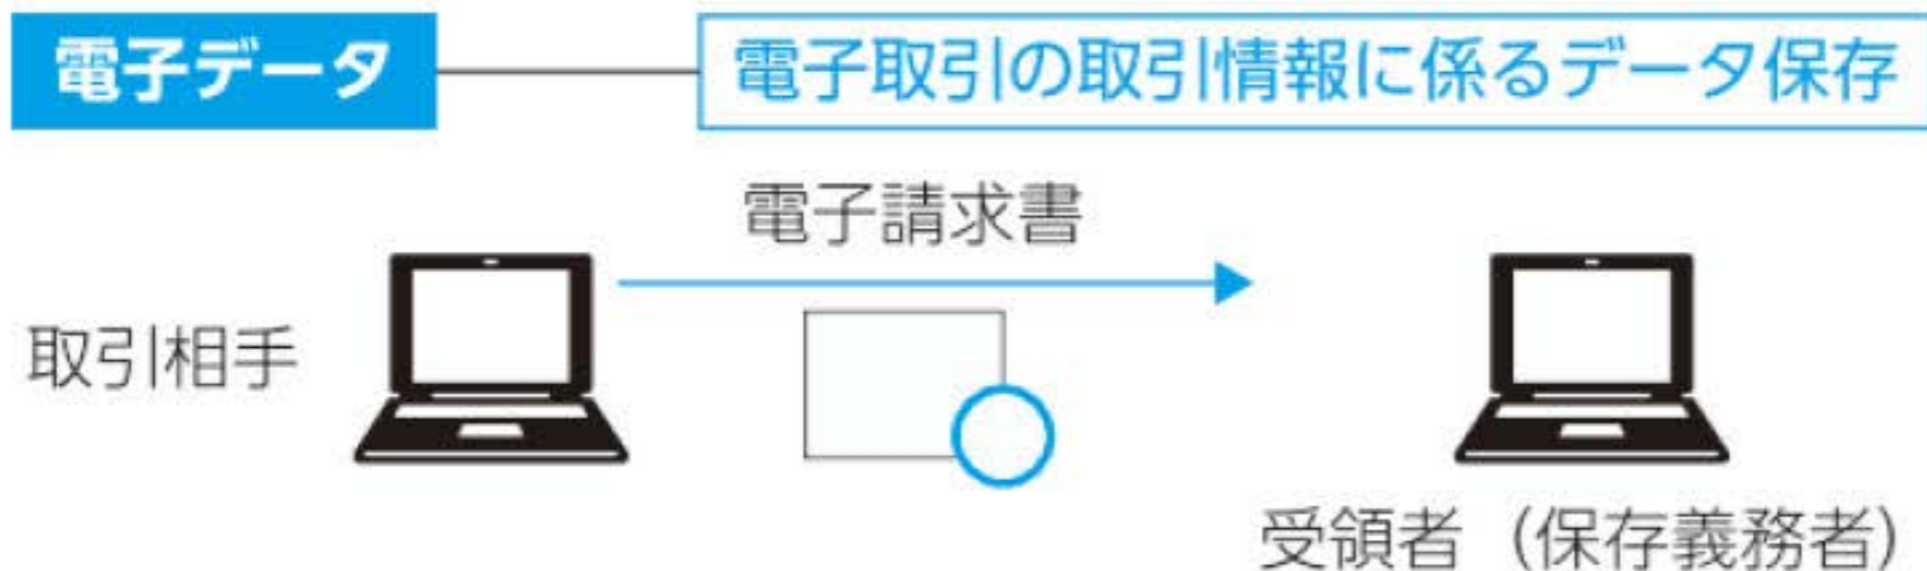 電子データ
電子取引の取引情報に係るデータ保存
電子請求書
取引相手
受領者（保存義務者）